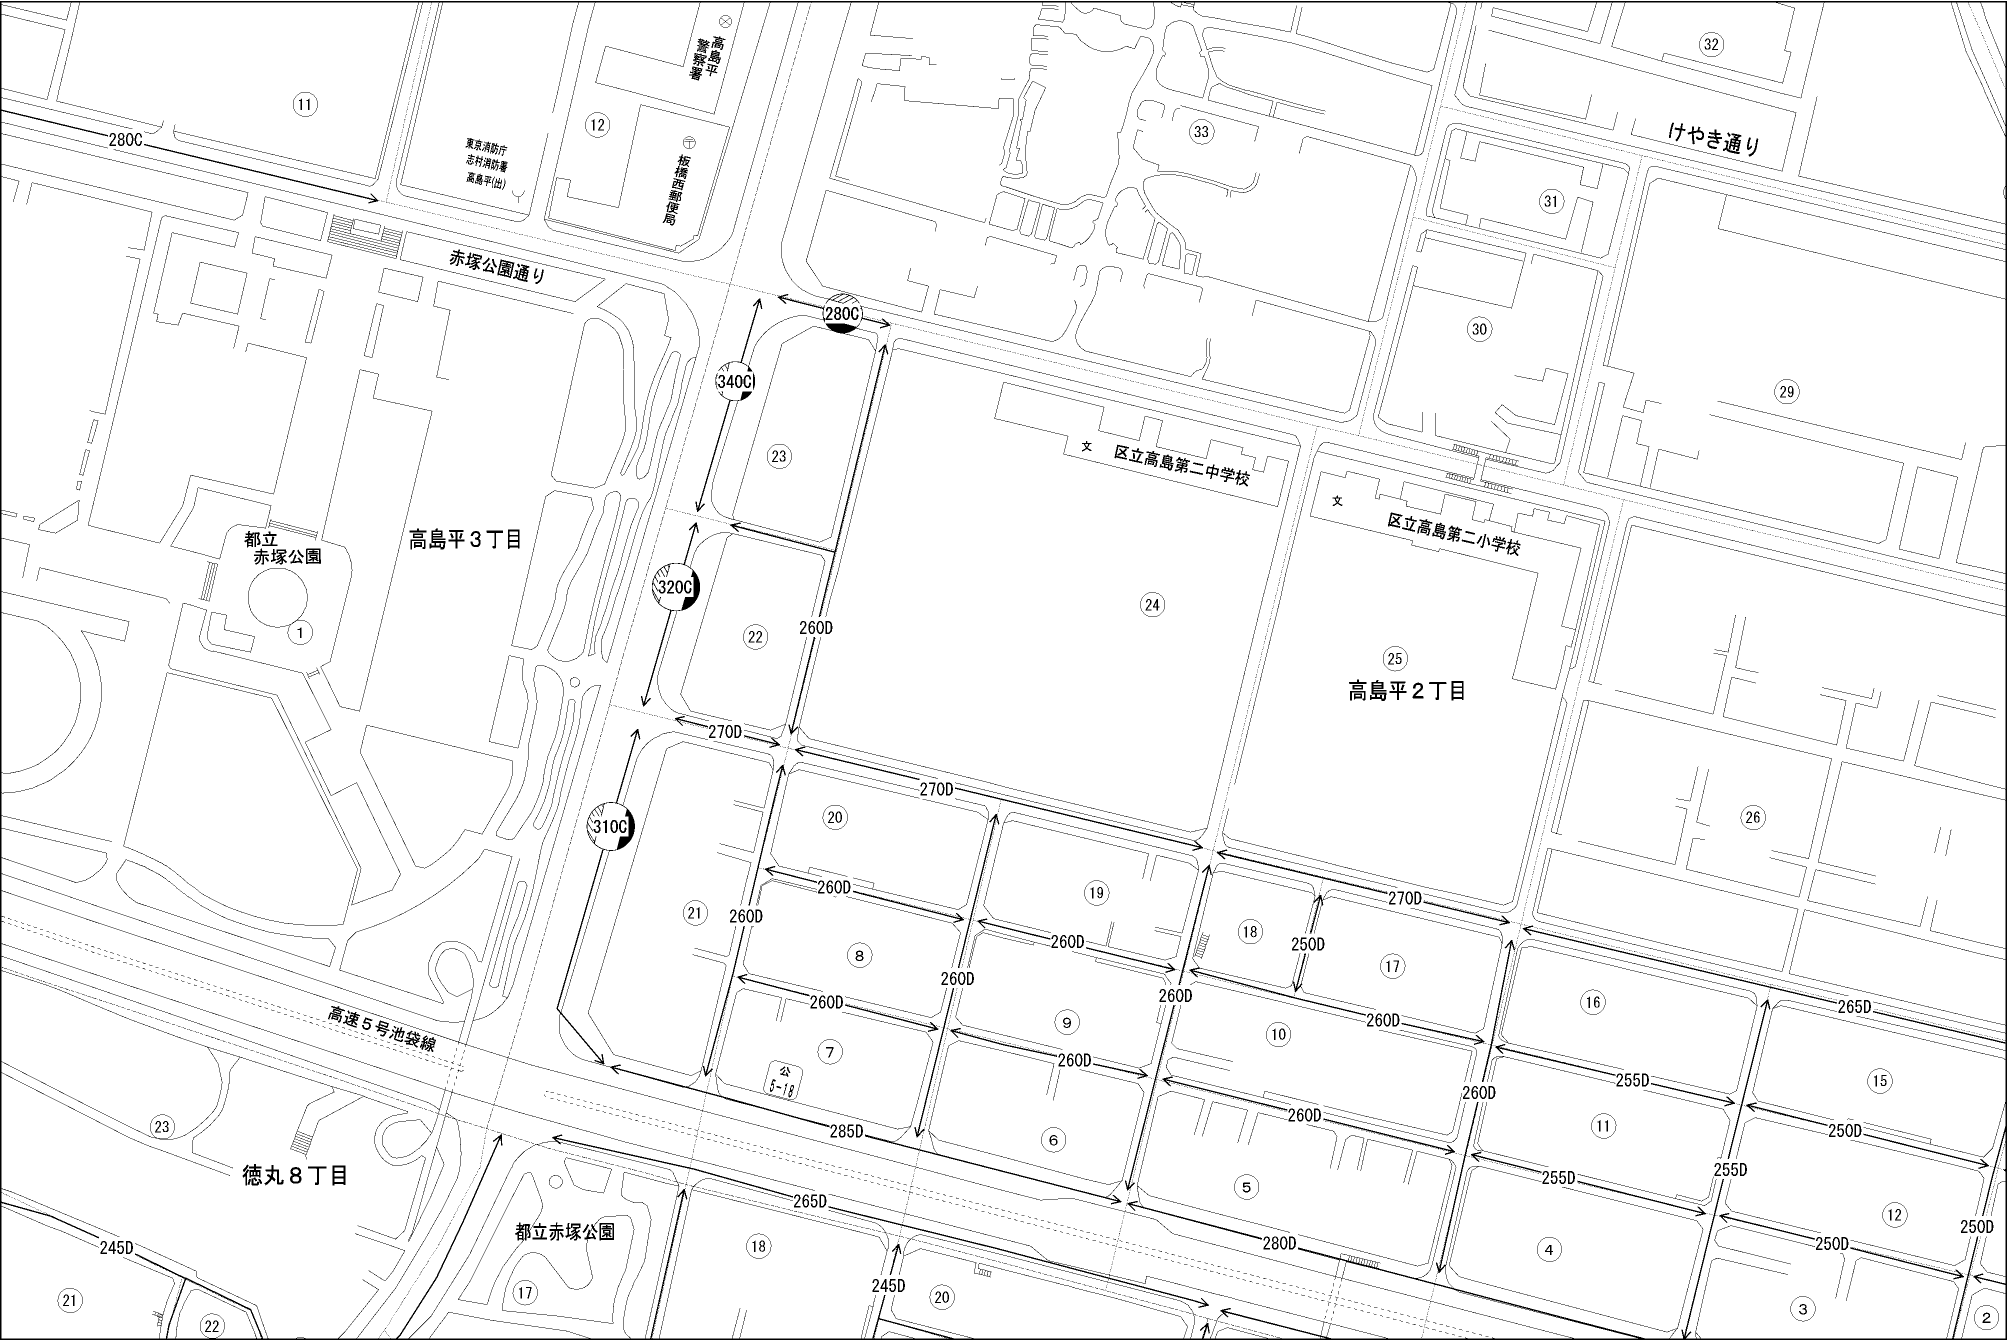 高島平
警察署
32
11
12
280C
33
けやき通り
東京消防庁
志村消防署
高島平(出)
板橋西郵便局
31
赤塚公園通り
280C
30
340C
29
23
文
区立高島第二中学校
文
区立高島第二小学校
都立
赤塚公園
高島平3丁目
320C
24
1
22
260D
25
高島平2丁目
270D
270D
310C
20
26
260D
19
270D
21
260D
18
250D
260D
8
17
260D
260D
260D
16
265D
高速5号池袋線
9
10
260D
7
260D
255D
15
公
5-18
260D
260D
23
285D
6
11
250D
徳丸8丁目
5
255D
255D
265D
12
都立赤塚公園
18
280D
4
250D
250D
245D
245D
21
17
20
3
22
2